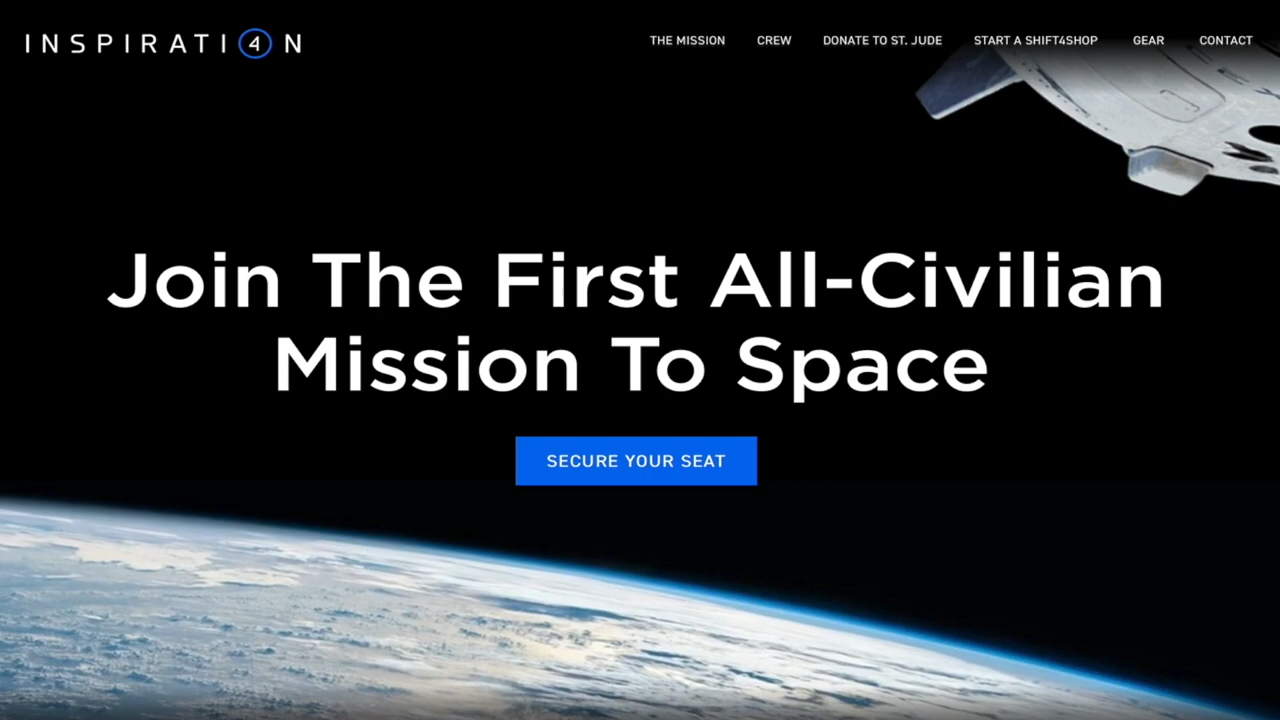 INSPIRATI4N
THE MISSION CREW DONATE TO ST. JUDE START A SHIFT4SHOP GEAR CONTACT
Join The First All-Civilian
Mission To Space
SECURE YOUR SEAT